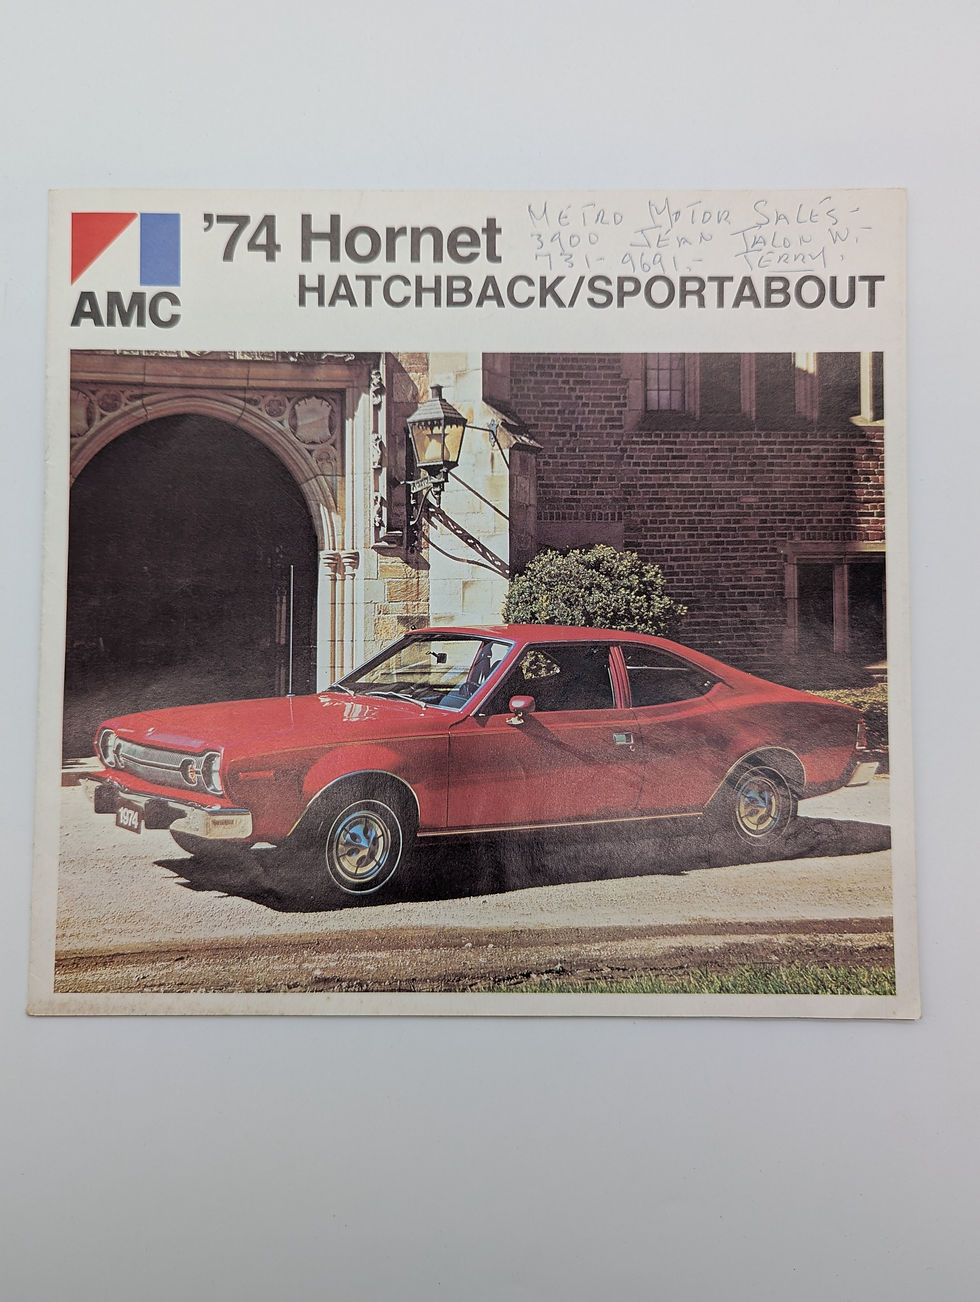 '74 Hornet
HATCHBACK/SPORTABOUT
AMC
METRO MOTOR SALES-
3900 JEAN TALON W.-
731-9691.- TERRY.
1974